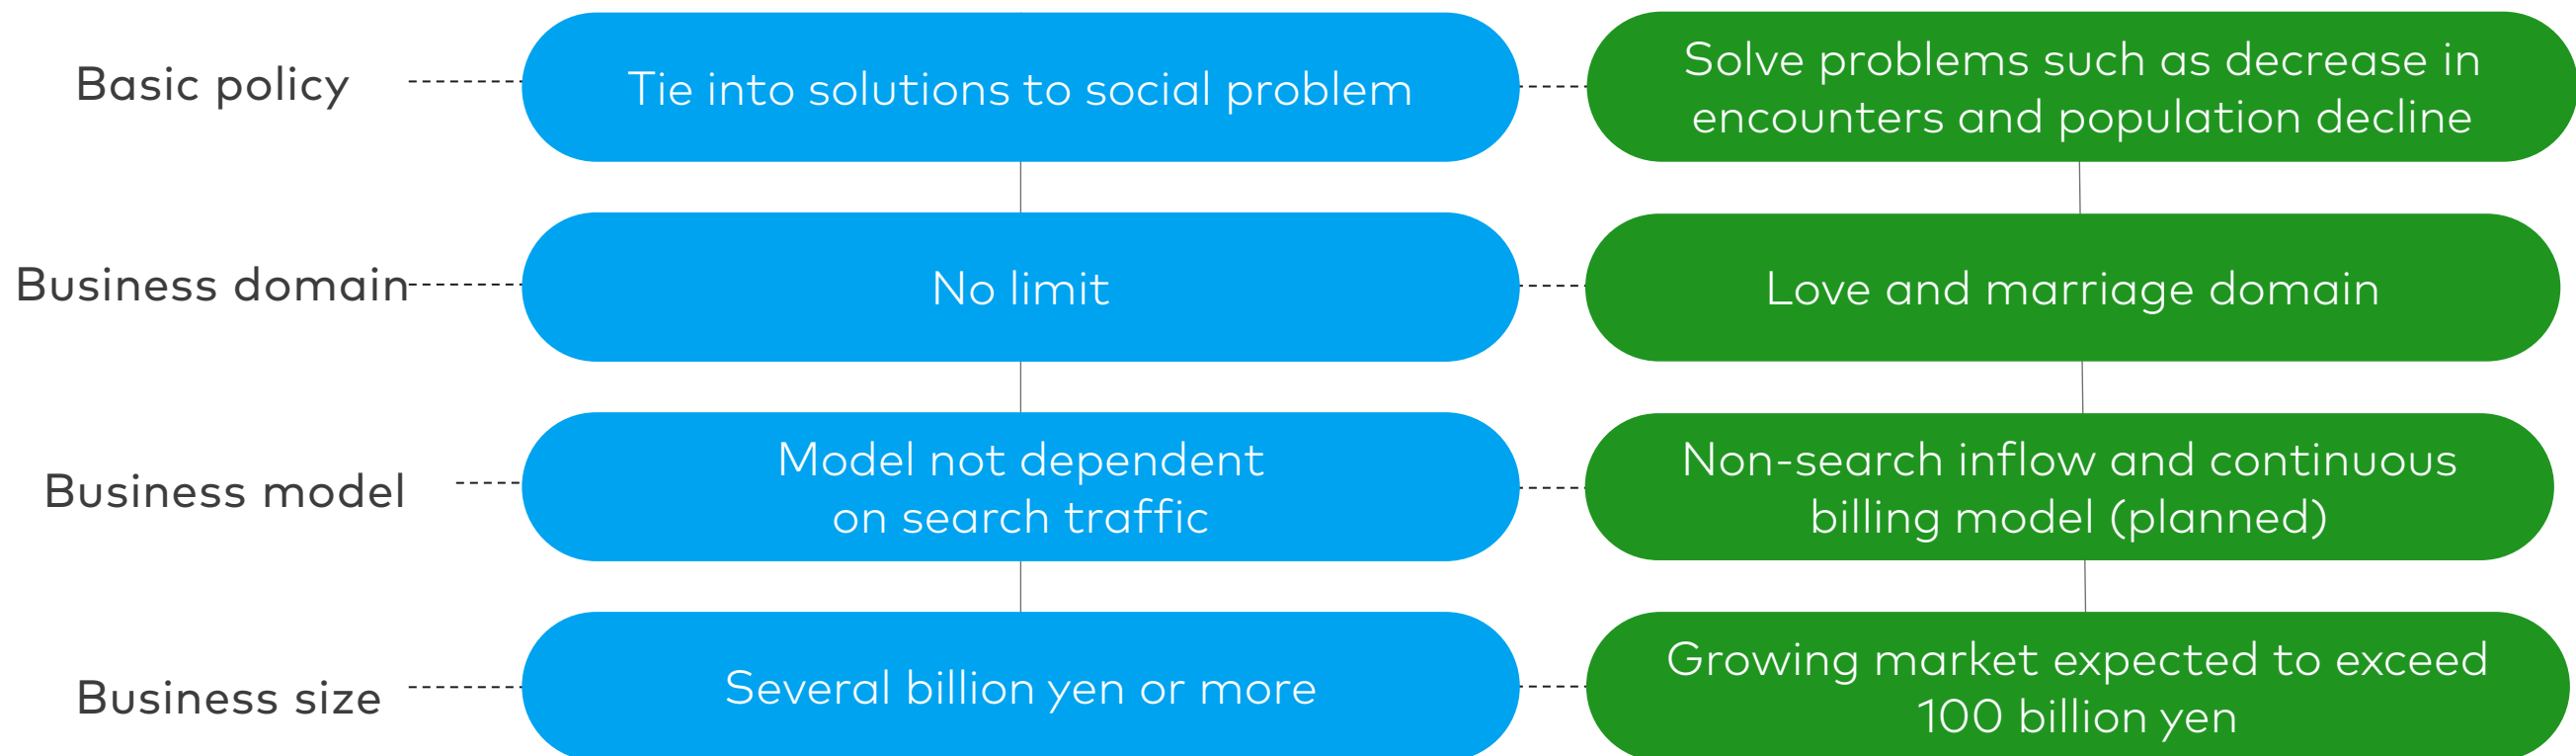 Basic policy
Tie into solutions to social problem
Solve problems such as decrease in
encounters and population decline
Business domain
No limit
Love and marriage domain
Business model
Model not dependent
on search traffic
Non-search inflow and continuous
billing model (planned)
Business size
Several billion yen or more
Growing market expected to exceed
100 billion yen